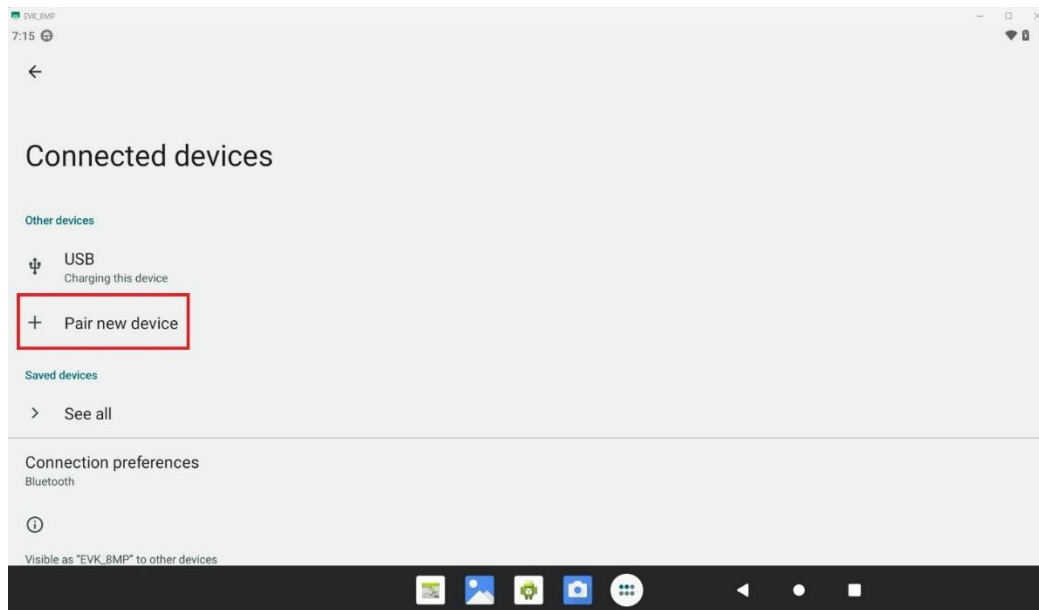 EVK_8MP
7:15
Connected devices
Other devices
USB
Charging this device
Pair new device
Saved devices
See all
Connection preferences
Bluetooth
Visible as "EVK_8MP" to other devices